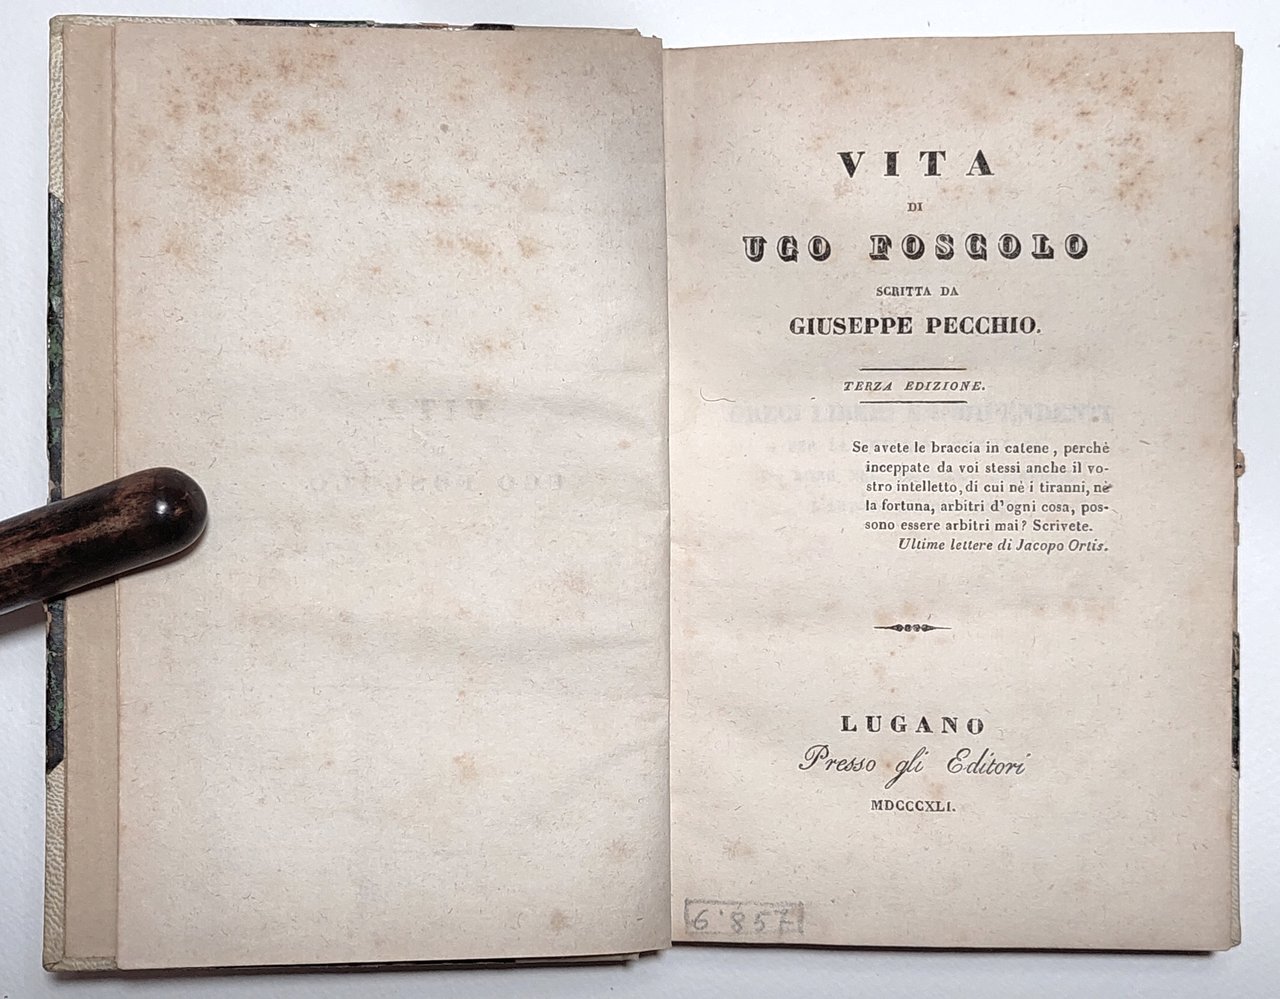 VITA
DI
UGO FOSCOLO
SCRITTA DA
GIUSEPPE PECCHIO.
TERZA EDIZIONE.
Se avete le braccia in catene, perchè
inceppate da voi stessi anche il vo-
stro intelletto, di cui nè i tiranni, nè
la fortuna, arbitri d'ogni cosa, pos-
sono essere arbitri mai? Scrivete.
Ultime lettere di Jacopo Ortis.
LUGANO
Presso gli Editori
MDCCCXLI.
6·857